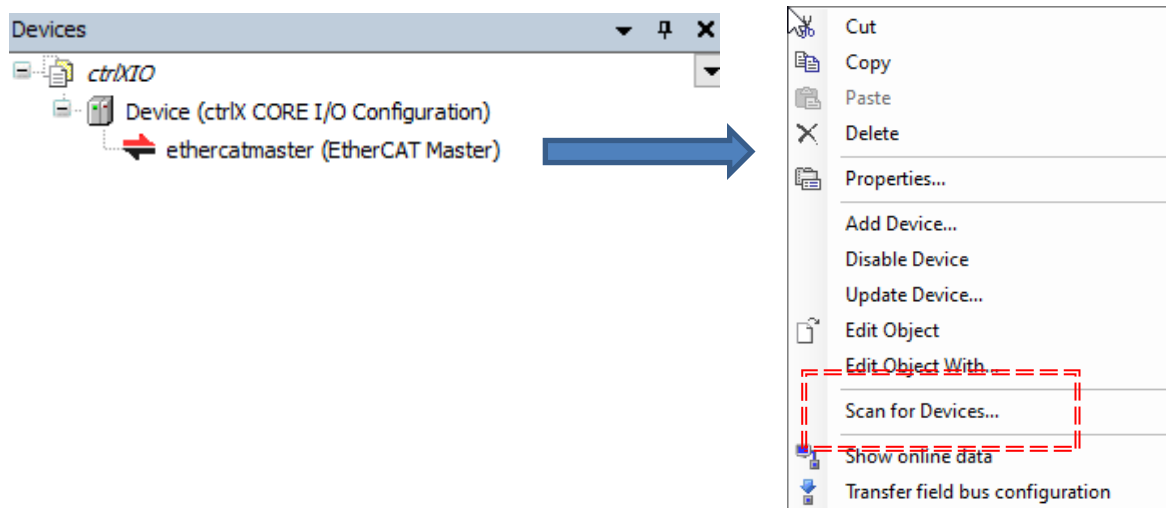 Devices
ctrlXIO
Device (ctrlX CORE I/O Configuration)
ethercatmaster (EtherCAT Master)
Cut
Copy
Paste
Delete
Properties...
Add Device...
Disable Device
Update Device...
Edit Object
Edit Object With...
Scan for Devices...
Show online data
Transfer field bus configuration